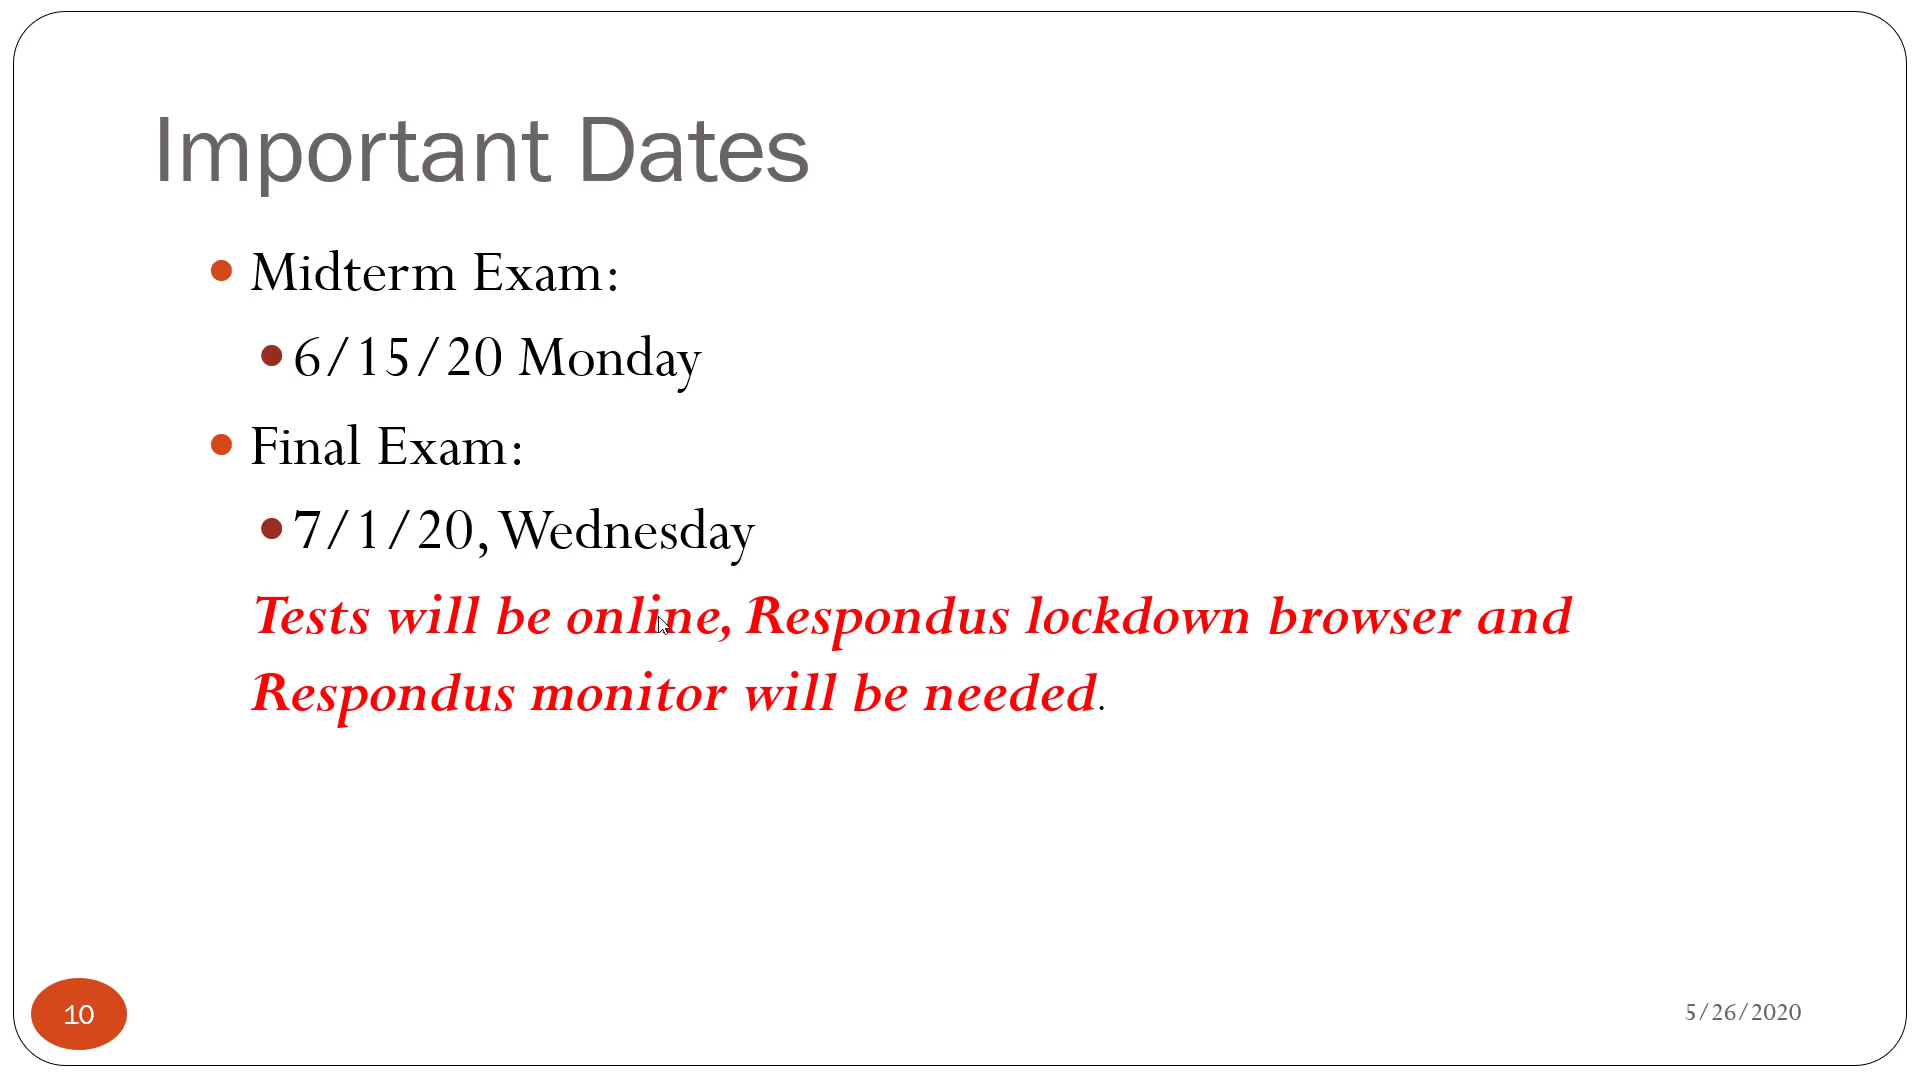 Important Dates
Midterm Exam:
6/15/20 Monday
Final Exam:
7/1/20, Wednesday
Tests will be online, Respondus lockdown browser and
Respondus monitor will be needed.
10
5/26/2020